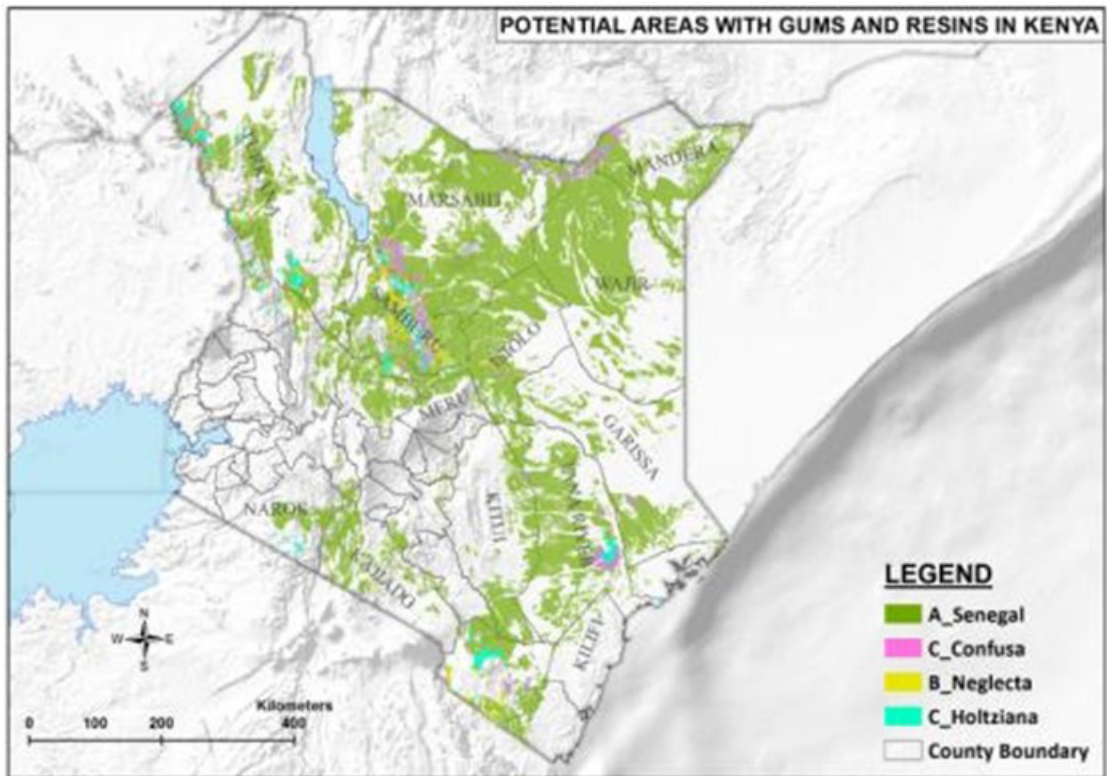 POTENTIAL AREAS WITH GUMS AND RESINS IN KENYA
TURKANA
MARSABIT
MANDERA
WAJIR
SAMBURU
ISIOLO
MERU
GARISSA
TANA RIVER
KITUI
NAROK
KAJIADO
KILIFI
N
W E
S
Kilometers
0 100 200 400
LEGEND
A_Senegal
C_Confusa
B_Neglecta
C_Holtziana
County Boundary